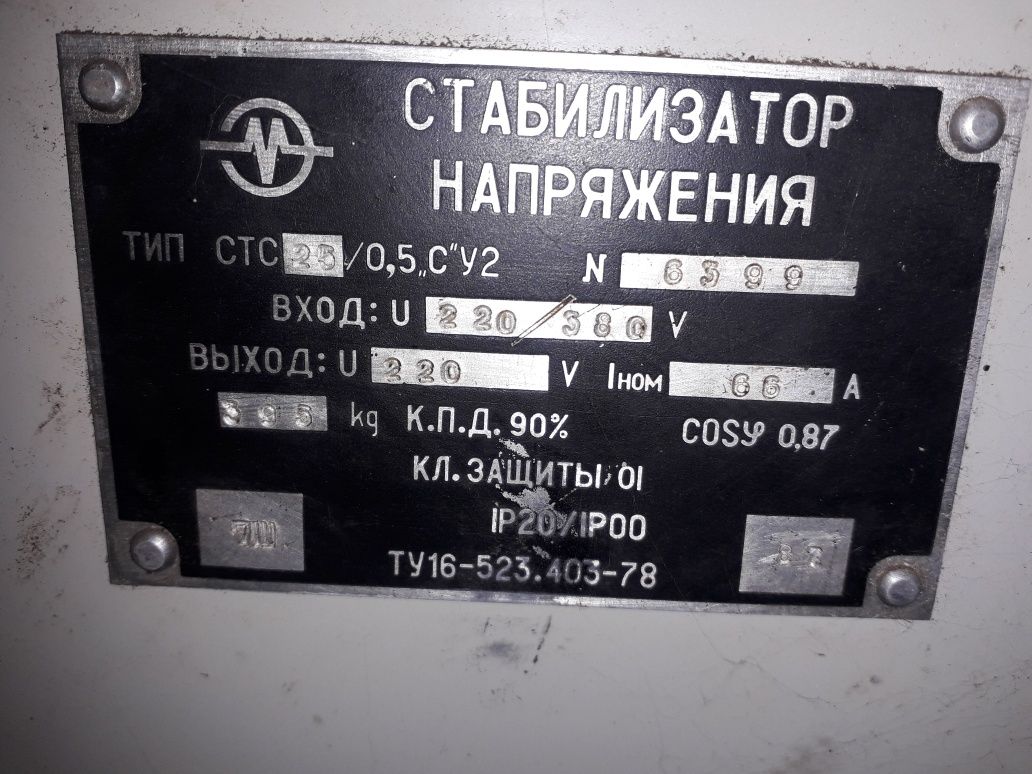 СТАБИЛИЗАТОР
НАПРЯЖЕНИЯ
ТИП СТС 25/0,5„С"У2 N 6399
ВХОД: U 220/380 V
ВЫХОД: U 220 V Iном 66 A
395 kg К.П.Д. 90% COSφ 0,87
КЛ. ЗАЩИТЫ 01
IP20/IP00
ТУ16-523.403-78